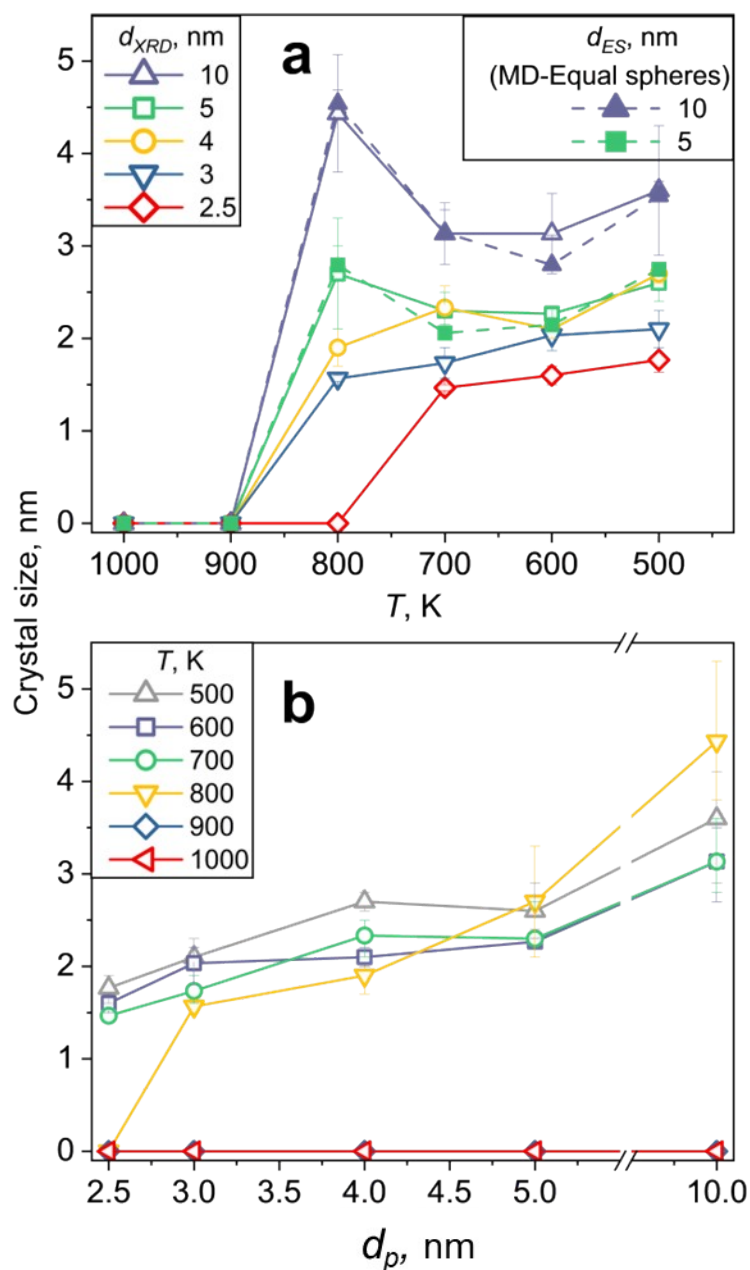 d_XRD, nm
10
5
4
3
2.5
a
d_ES, nm
(MD-Equal spheres)
10
5
5
4
3
2
1
0
1000 900 800 700 600 500
T, K
Crystal size, nm
b
T, K
500
600
700
800
900
1000
5
4
3
2
1
0
2.5 3.0 4.0 4.5 5.0 10.0
d_p, nm